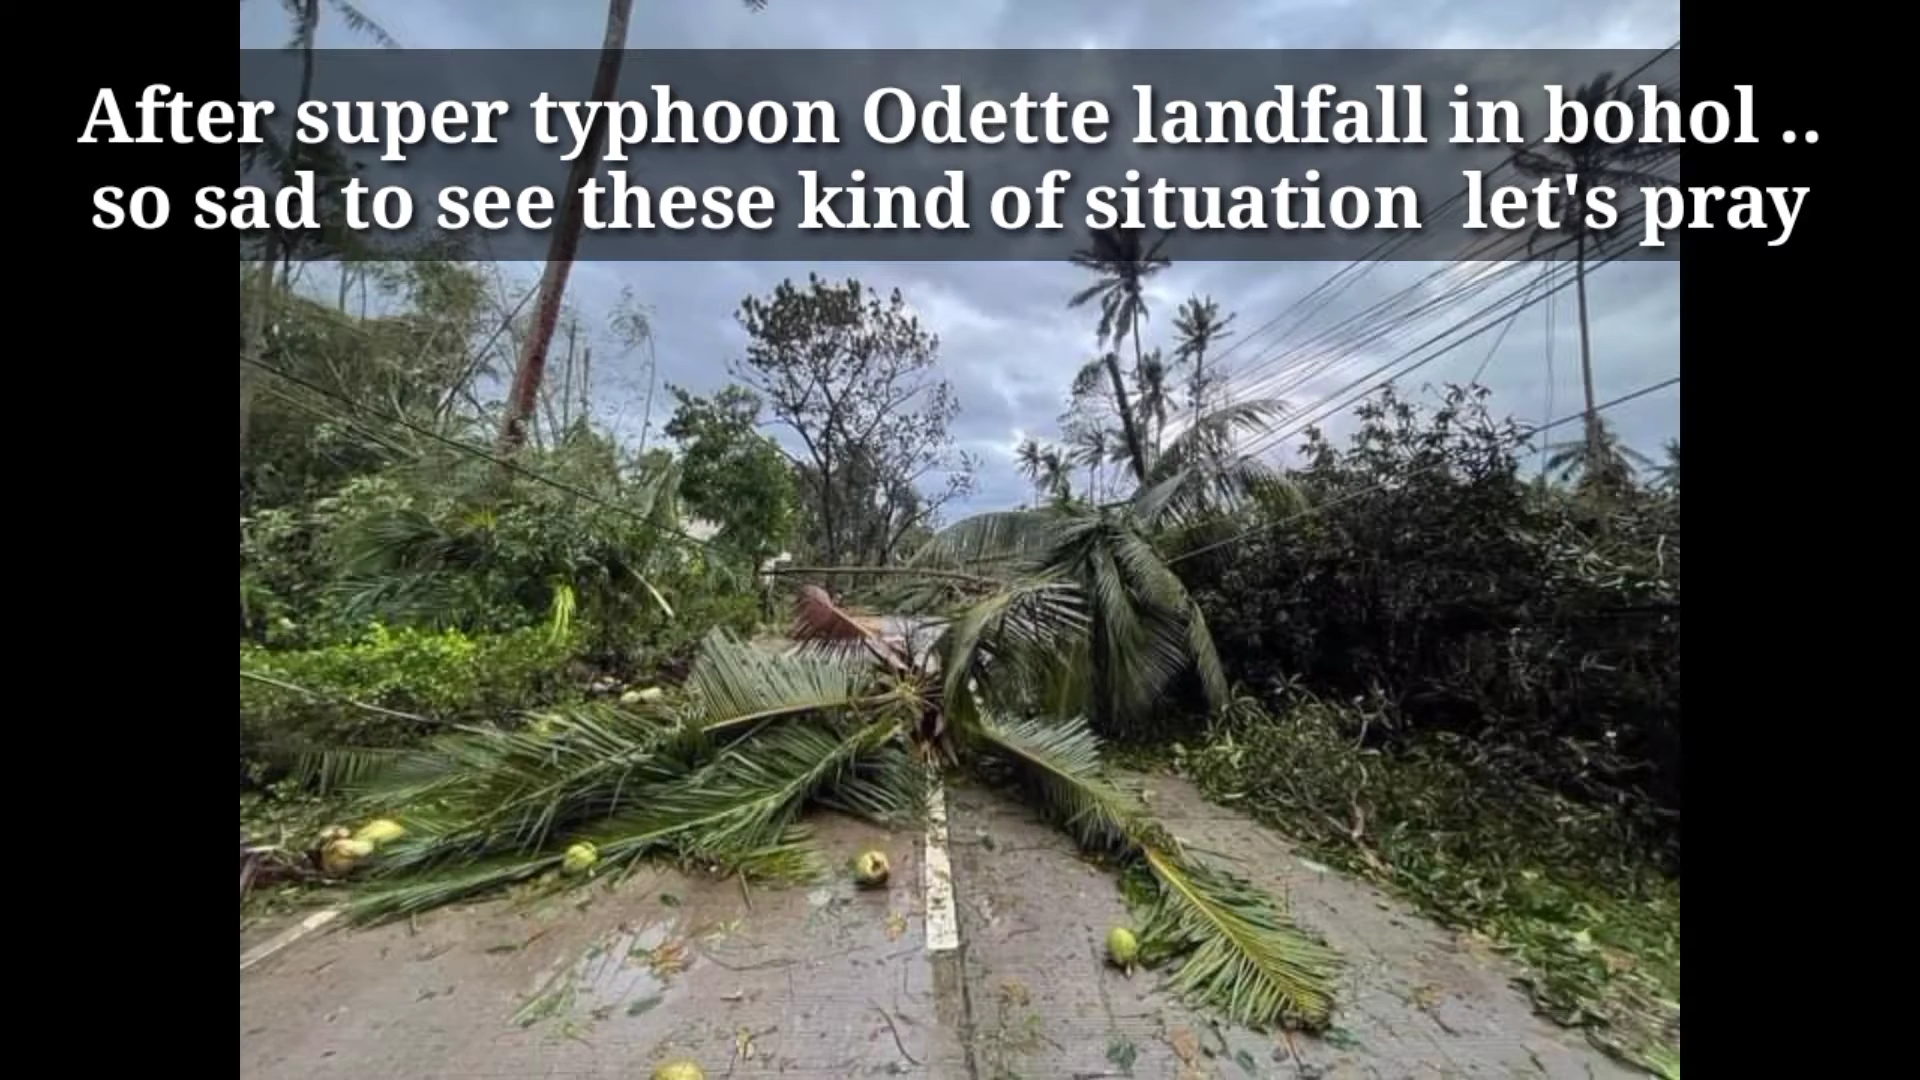 After super typhoon Odette landfall in bohol ..
so sad to see these kind of situation  let's pray